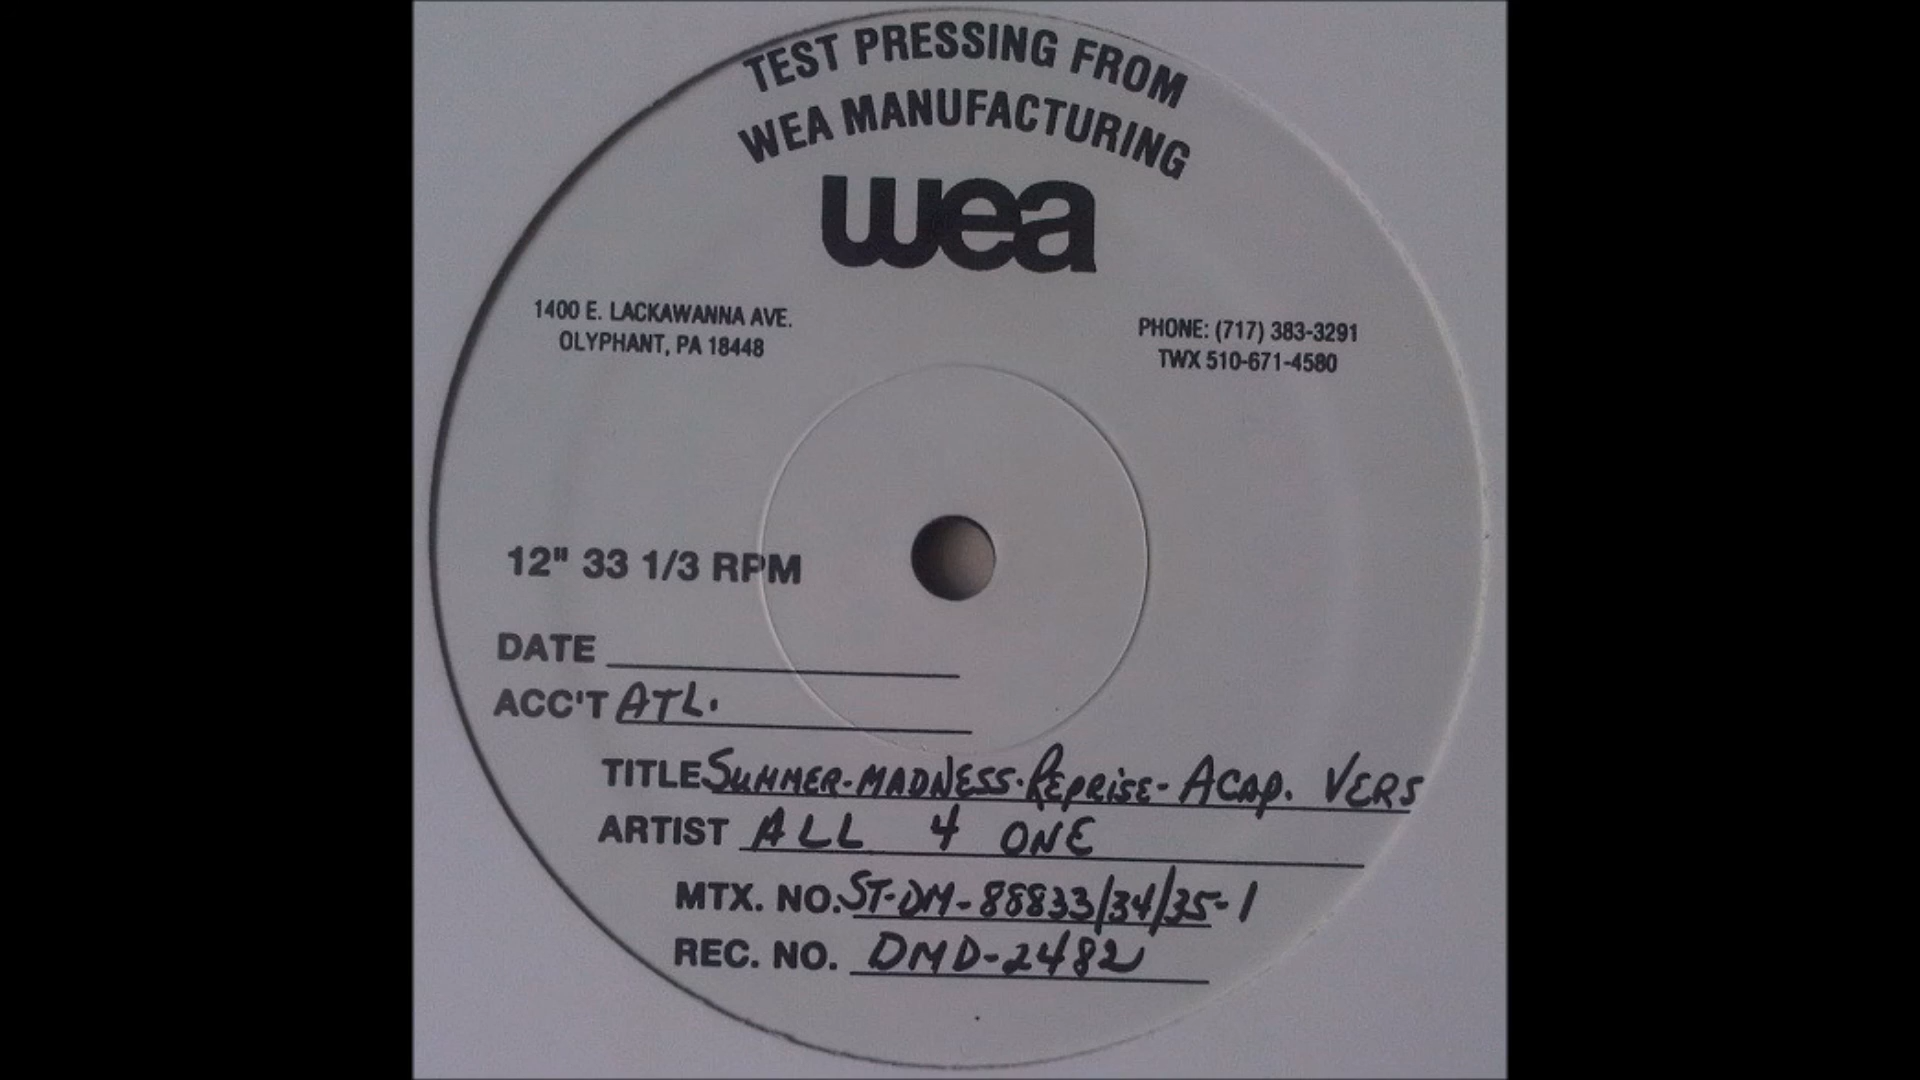 TEST PRESSING FROM
WEA MANUFACTURING
wea
1400 E. LACKAWANNA AVE.
OLYPHANT, PA 18448
PHONE: (717) 383-3291
TWX 510-671-4580
12" 33 1/3 RPM
DATE
ACC'T ATL.
TITLE SUMMER-MADNESS-REPRISE-ACAP. VERS
ARTIST ALL 4 ONE
MTX. NO. ST-DM-88833/34/35-1
REC. NO. DMD-2482